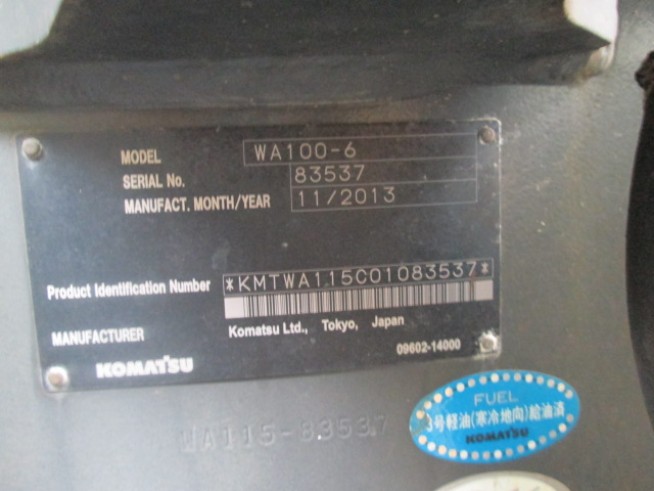 MODEL WA100-6
SERIAL No. 83537
MANUFACT. MONTH/YEAR 11/2013
Product Identification Number *KMTWA115C01083537*
MANUFACTURER Komatsu Ltd., Tokyo, Japan
KOMATSU 09602-14000
WA115-83537
FUEL
3号軽油(寒冷地向)給油済
KOMATSU